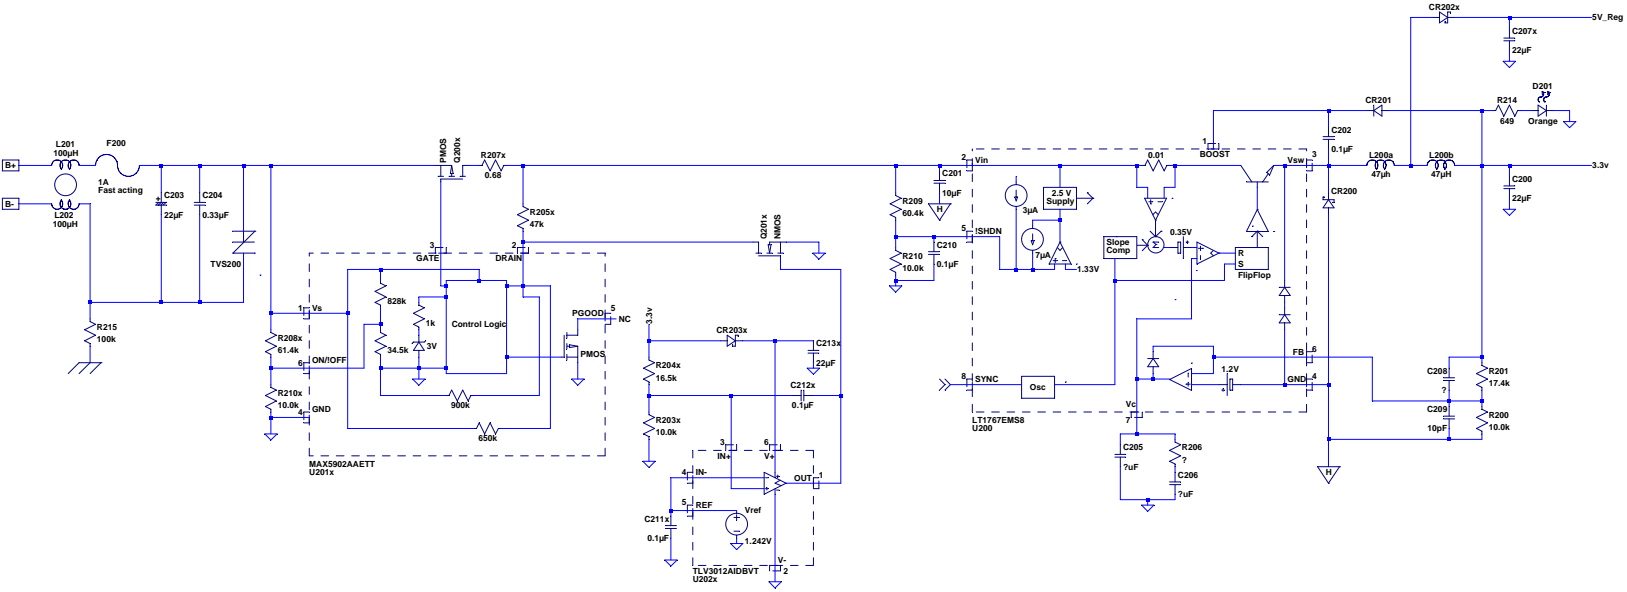 CR202x
5V_Reg
C207x
22µF
D201
Orange
R214
649
CR201
C202
0.1µF
1
BOOST
L201
100µH
F200
1A
Fast acting
B+
B-
L202
100µH
C203
22µF
C204
0.33µF
TVS200
R215
100k
PMOS
Q200x
R207x
0.68
R205x
47k
Q201x
NMOS
3
GATE
2
DRAIN
1
Vs
R208x
61.4k
6
ON/!OFF
R210x
10.0k
4
GND
828k
34.5k
1k
3V
Control Logic
900k
650k
PGOOD
5
NC
PMOS
MAX5902AAETT
U201x
3.3v
CR203x
C213x
22µF
R204x
16.5k
C212x
0.1µF
R203x
10.0k
3
IN+
6
V+
4
IN-
OUT
1
5
REF
Vref
1.242V
C211x
0.1µF
V-
2
TLV3012AIDBVT
U202x
R209
60.4k
C201
10µF
H
R210
10.0k
C210
0.1µF
2
Vin
5
!SHDN
3µA
7µA
2.5 V
Supply
1.33V
0.01
Slope
Comp
Σ
0.35V
R
S
FlipFlop
Vsw
3
CR200
L200a
47µh
L200b
47µH
3.3v
C200
22µF
FB
6
1.2V
GND
4
8
SYNC
Osc
Vc
7
LT1767EMS8
U200
C205
?uF
R206
?
C206
?uF
C208
?
C209
10pF
R201
17.4k
R200
10.0k
H